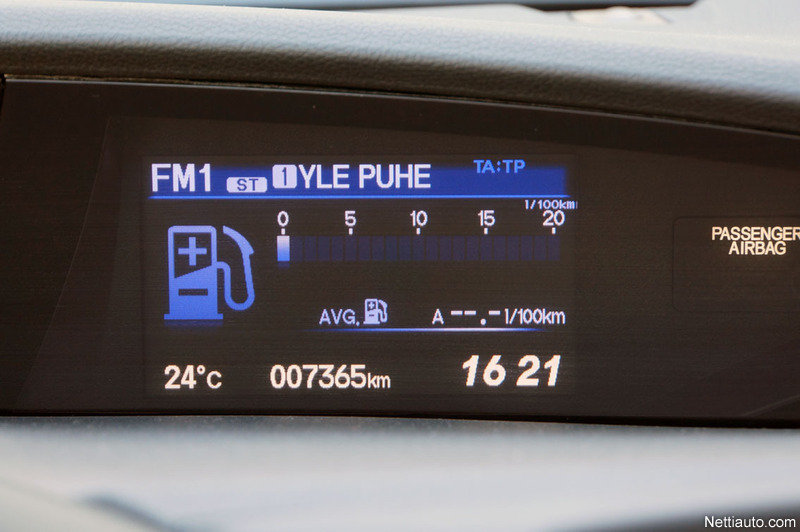 FM1 ST 1 YLE PUHE TA:TP
l/100km
0 5 10 15 20
AVG. A --.- l/100km
24°C 007365km 16 21
PASSENGER
AIRBAG
Nettiauto.com